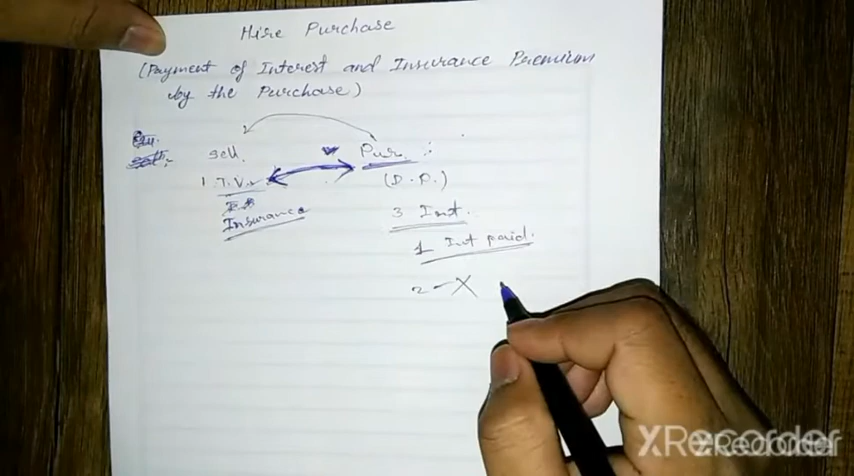 Hire Purchase
(Payment of Interest and Insurance Premium
by the Purchase)
sell. Pur :
1. T.V. (D.P.)
Insurance 3 Int.
1 Int paid.
2 - X
XRecorder
XRecorder